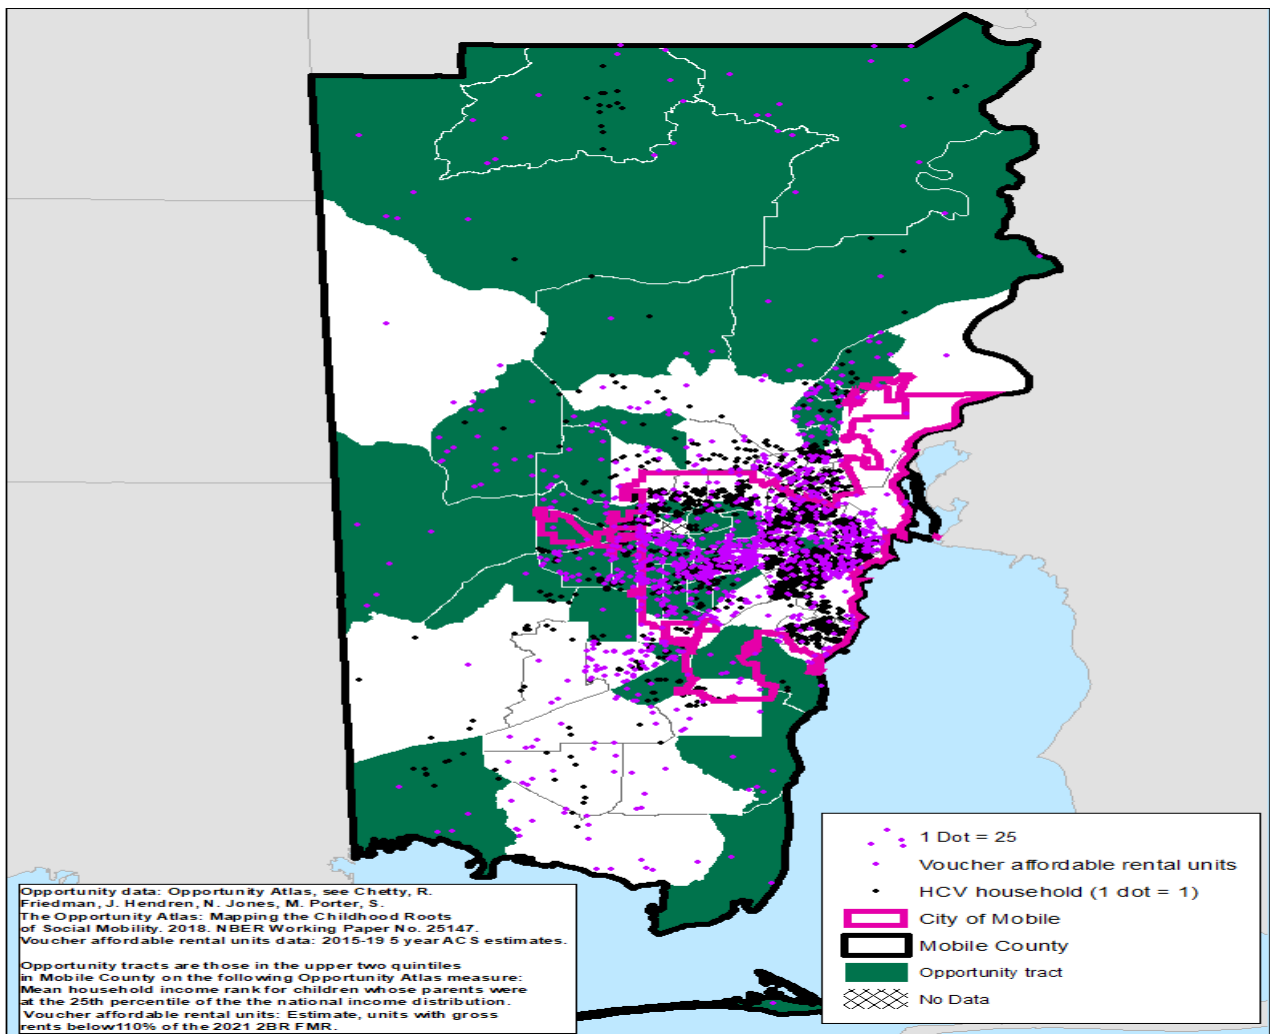 1 Dot = 25
Voucher affordable rental units
HCV household (1 dot = 1)
City of Mobile
Mobile County
Opportunity tract
No Data
Opportunity data: Opportunity Atlas, see Chetty, R.
Friedman, J. Hendren, N. Jones, M. Porter, S.
The Opportunity Atlas: Mapping the Childhood Roots
of Social Mobility. 2018. NBER Working Paper No. 25147.
Voucher affordable rental units data: 2015-19 5 year ACS estimates.
Opportunity tracts are those in the upper two quintiles
in Mobile County on the following Opportunity Atlas measure:
Mean household income rank for children whose parents were
at the 25th percentile of the the national income distribution.
Voucher affordable rental units: Estimate, units with gross
rents below110% of the 2021 2BR FMR.